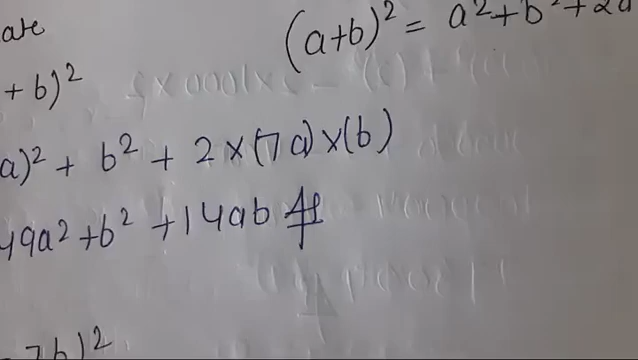 ate
(a+b)² = a²+b²+2a
+ b)²
a)² + b² + 2×(7a)×(b)
49a²+b²+14ab
7b)²